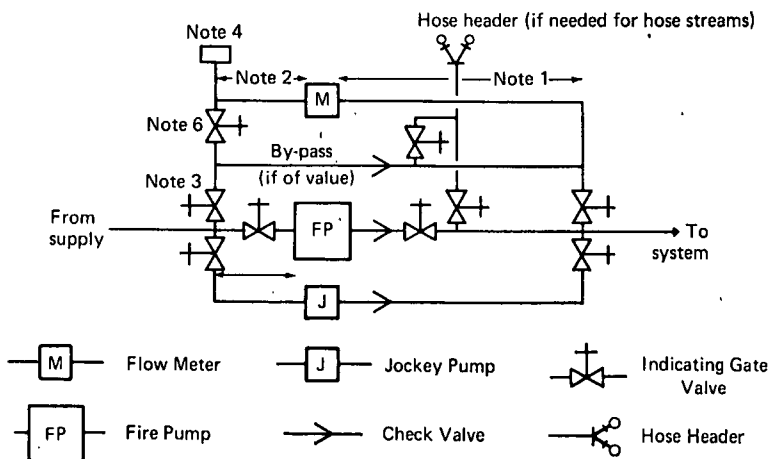 Hose header (if needed for hose streams)
Note 4
Note 2
Note 1
M
Note 6
By-pass
(if of value)
Note 3
From
supply
FP
To
system
J
M
Flow Meter
J
Jockey Pump
Indicating Gate
Valve
FP
Fire Pump
Check Valve
Hose Header